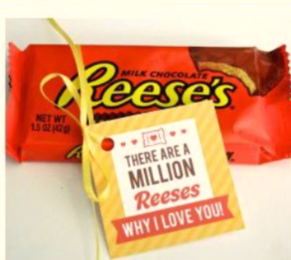 MILK CHOCOLATE
Reese's
NET WT
1.5 OZ (42g)
THERE ARE A
MILLION
Reeses
WHY I LOVE YOU!